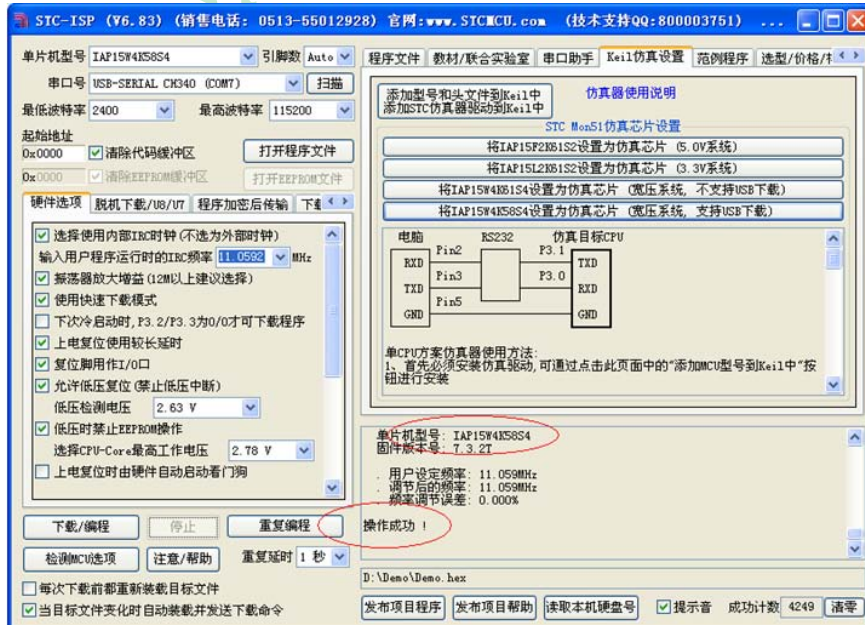 STC-ISP (V6.83) (销售电话: 0513-55012928) 官网:www.STCMCU.com (技术支持QQ:800003751) ...
单片机型号 IAP15W4K58S4 引脚数 Auto
串口号 USB-SERIAL CH340 (COM7) 扫描
最低波特率 2400 最高波特率 115200
起始地址
0x0000 清除代码缓冲区 打开程序文件
0x0000 清除EEPROM缓冲区 打开EEPROM文件
硬件选项 脱机下载/U8/U7 程序加密后传输
选择使用内部IRC时钟(不选为外部时钟)
输入用户程序运行时的IRC频率 11.0592 MHz
振荡器放大增益(12M以上建议选择)
使用快速下载模式
下次冷启动时,P3.2/P3.3为0/0才可下载程序
上电复位使用较长延时
复位脚用作I/O口
允许低压复位(禁止低压中断)
低压检测电压 2.63 V
低压时禁止EEPROM操作
选择CPU-Core最高工作电压 2.78 V
上电复位时由硬件自动启动看门狗
下载/编程 停止 重复编程
检测MCU选项 注意/帮助 重复延时 1 秒
每次下载前都重新装载目标文件
当目标文件变化时自动装载并发送下载命令
程序文件 教材/联合实验室 串口助手 Keil仿真设置 范例程序 选型/价格/
添加型号和头文件到Keil中
添加STC仿真器驱动到Keil中
仿真器使用说明
STC Mon51仿真芯片设置
将IAP15F2K61S2设置为仿真芯片 (5.0V系统)
将IAP15L2K61S2设置为仿真芯片 (3.3V系统)
将IAP15W4K61S4设置为仿真芯片 (宽压系统, 不支持USB下载)
将IAP15W4K58S4设置为仿真芯片 (宽压系统, 支持USB下载)
电脑 RS232 仿真目标CPU
Pin2 P3.1
RXD TXD
Pin3 P3.0
TXD RXD
Pin5
GND GND
单CPU方案仿真器使用方法:
1、首先必须安装仿真驱动,可通过点击此页面中的“添加MCU型号到Keil中”按
钮进行安装
单片机型号: IAP15W4K58S4
固件版本号: 7.3.2T
. 用户设定频率: 11.059MHz
. 调节后的频率: 11.059MHz
. 频率调节误差: 0.000%
操作成功 !
D:\Demo\Demo.hex
发布项目程序 发布项目帮助 读取本机硬盘号 提示音 成功计数 4249 清零